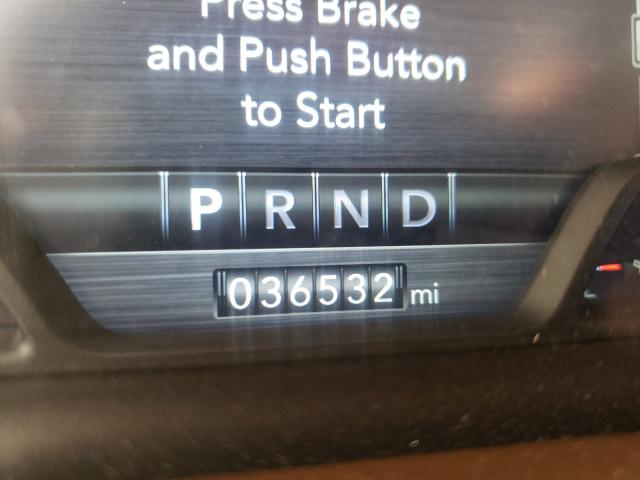 Press Brake
and Push Button
to Start
P R N D
036532 mi